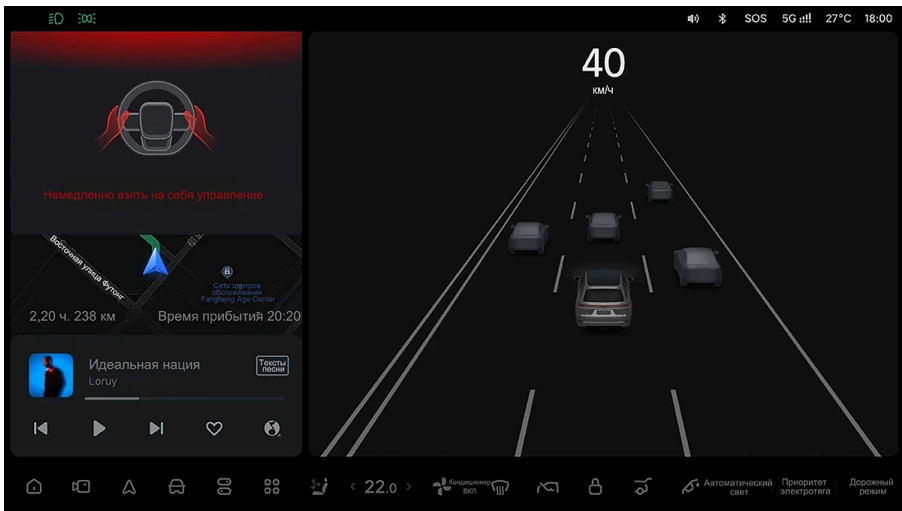 SOS 5G 27°C 18:00
40
км/ч
Немедленно взять на себя управление
Восточная улица Футонг
Сеть центров
обслуживания
Fangheng Age Center
2,20 ч. 238 км Время прибытия 20:20
Идеальная нация
Loruy
Тексты
песни
22.0
Кондиционер
вкл.
Автоматический
свет
Приоритет
электротяга
Дорожный
режим